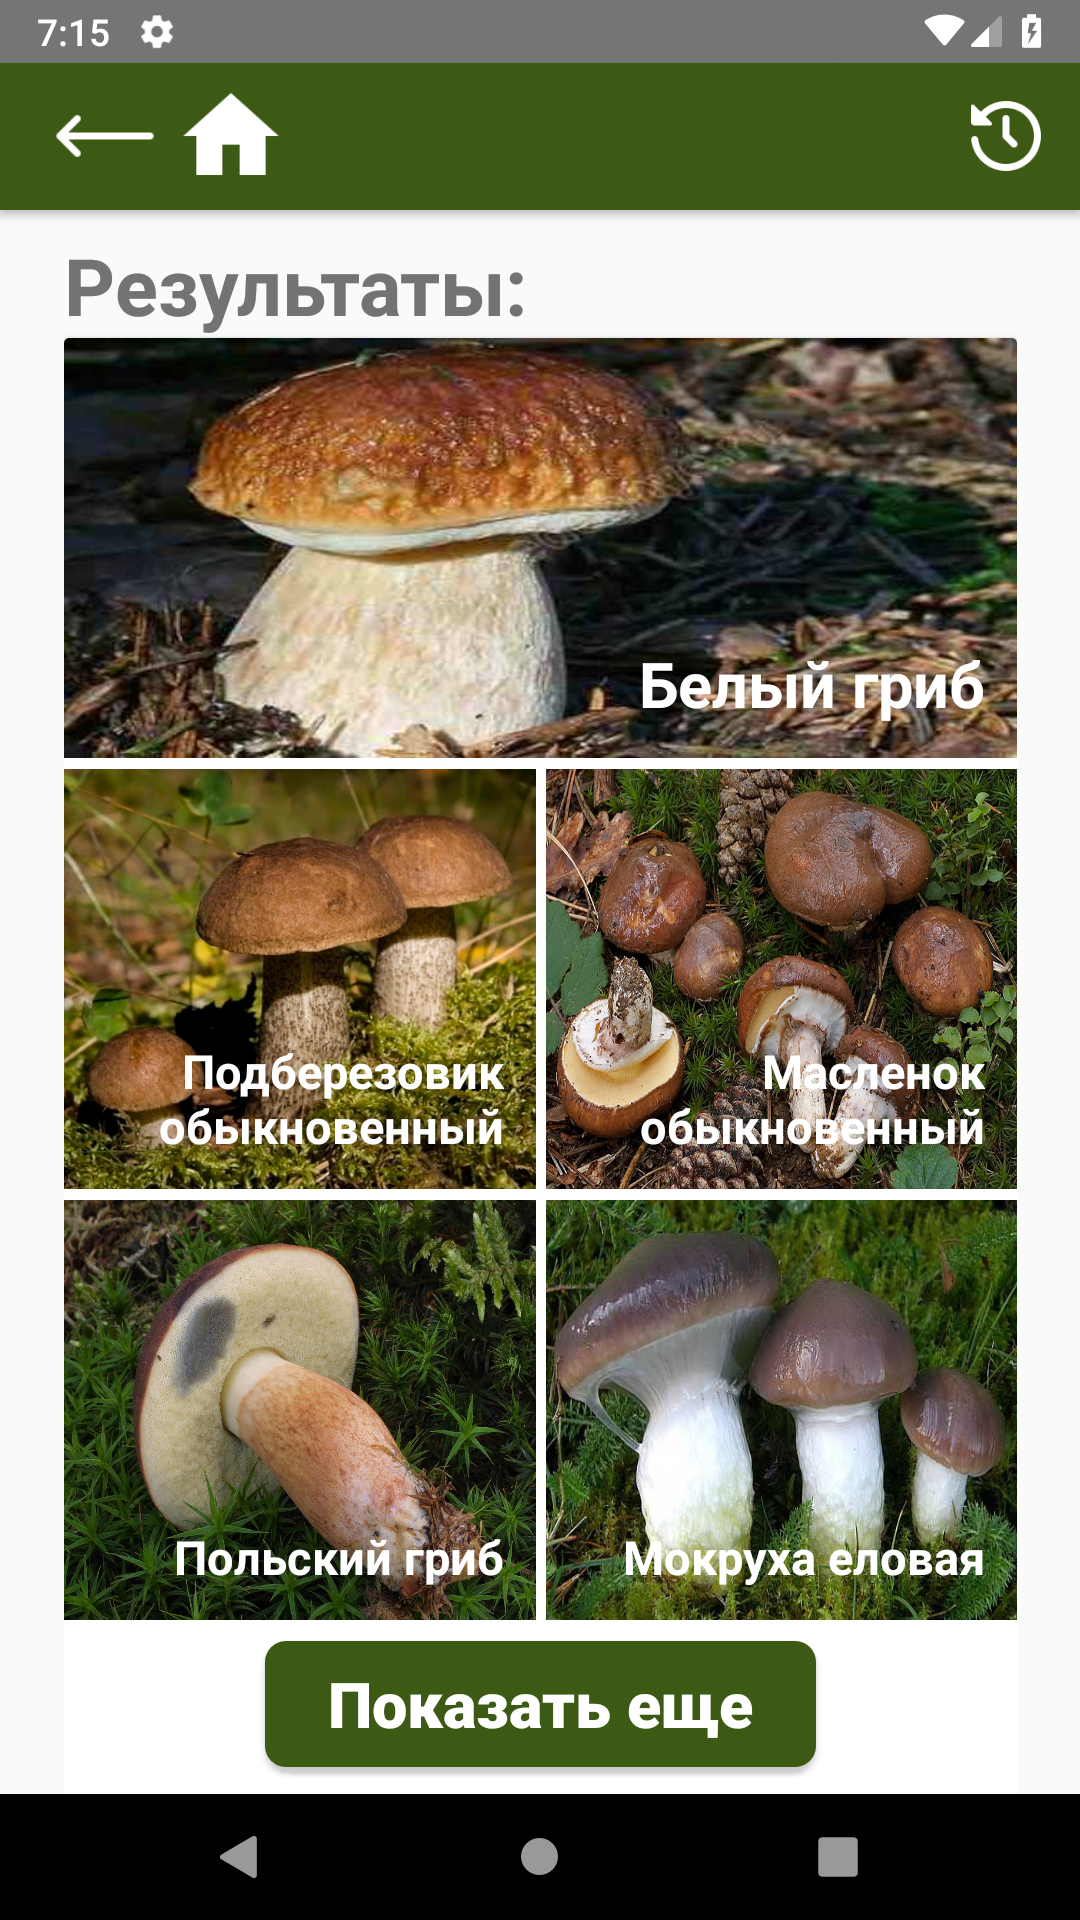 7:15
Результаты:
Белый гриб
Подберезовик
обыкновенный
Масленок
обыкновенный
Польский гриб
Мокруха еловая
Показать еще